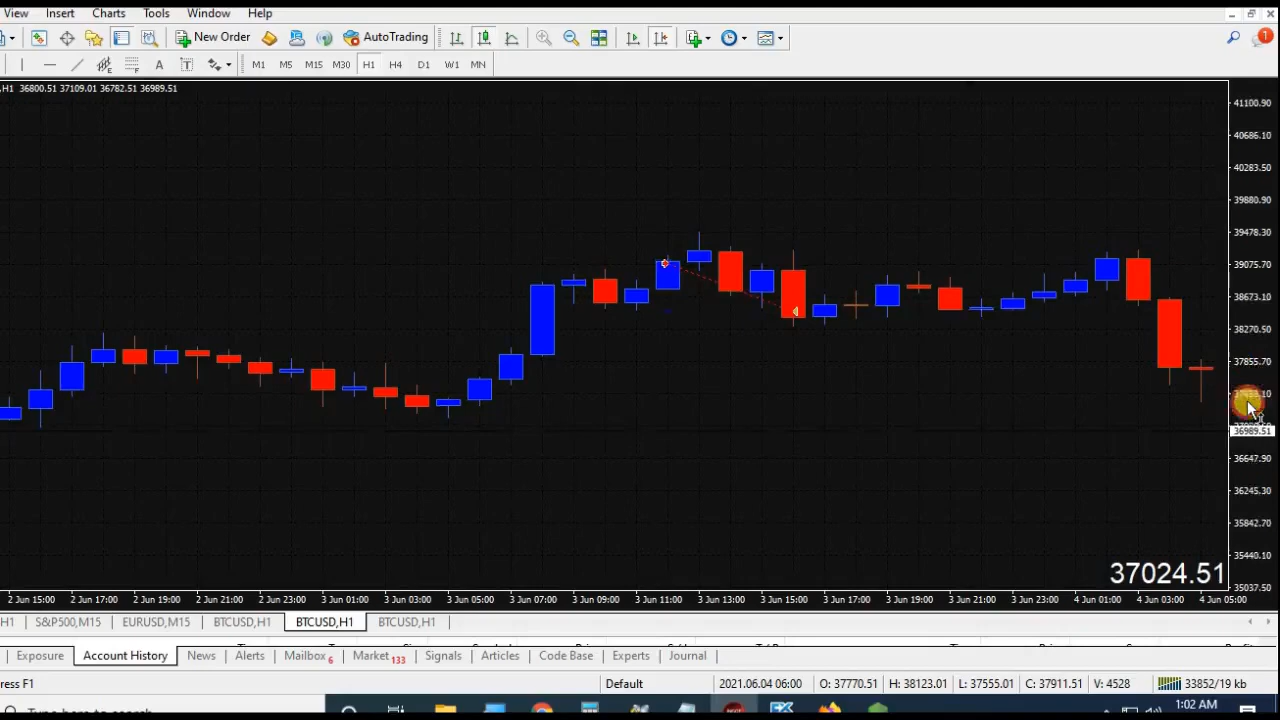 View Insert Charts Tools Window Help
New Order AutoTrading 1
A T M1 M5 M15 M30 H1 H4 D1 W1 MN
,H1 36800.51 37109.01 36782.51 36989.51
41100.90
40685.10
40283.50
39880.90
39478.30
39075.70
38673.10
38270.50
37855.70
36989.51
36647.90
36245.30
35842.70
35440.10
35037.50
37024.51
2 Jun 15:00 2 Jun 17:00 2 Jun 19:00 2 Jun 21:00 2 Jun 23:00 3 Jun 01:00 3 Jun 03:00 3 Jun 05:00 3 Jun 07:00 3 Jun 09:00 3 Jun 11:00 3 Jun 13:00 3 Jun 15:00 3 Jun 17:00 3 Jun 19:00 3 Jun 21:00 3 Jun 23:00 4 Jun 01:00 4 Jun 03:00 4 Jun 05:00
H1 S&P500,M15 EURUSD,M15 BTCUSD,H1 BTCUSD,H1 BTCUSD,H1
Exposure Account History News Alerts Mailbox 6 Market 133 Signals Articles Code Base Experts Journal
ress F1 Default 2021.06.04 06:00 O: 37770.51 H: 38123.01 L: 37555.01 C: 37911.51 V: 4528 33852/19 kb
1:02 AM